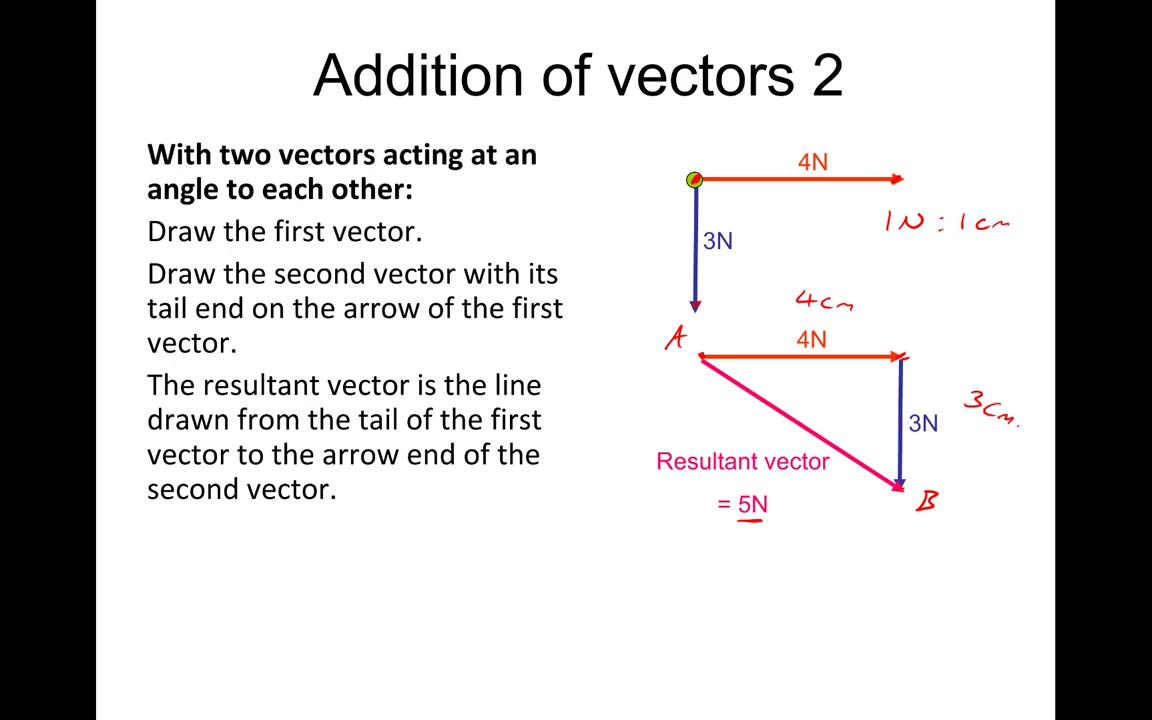 Addition of vectors 2
With two vectors acting at an
angle to each other:
Draw the first vector.
Draw the second vector with its
tail end on the arrow of the first
vector.
The resultant vector is the line
drawn from the tail of the first
vector to the arrow end of the
second vector.
4N
1N : 1cm
3N
4cm
A
4N
3cm.
3N
Resultant vector
= 5N
B